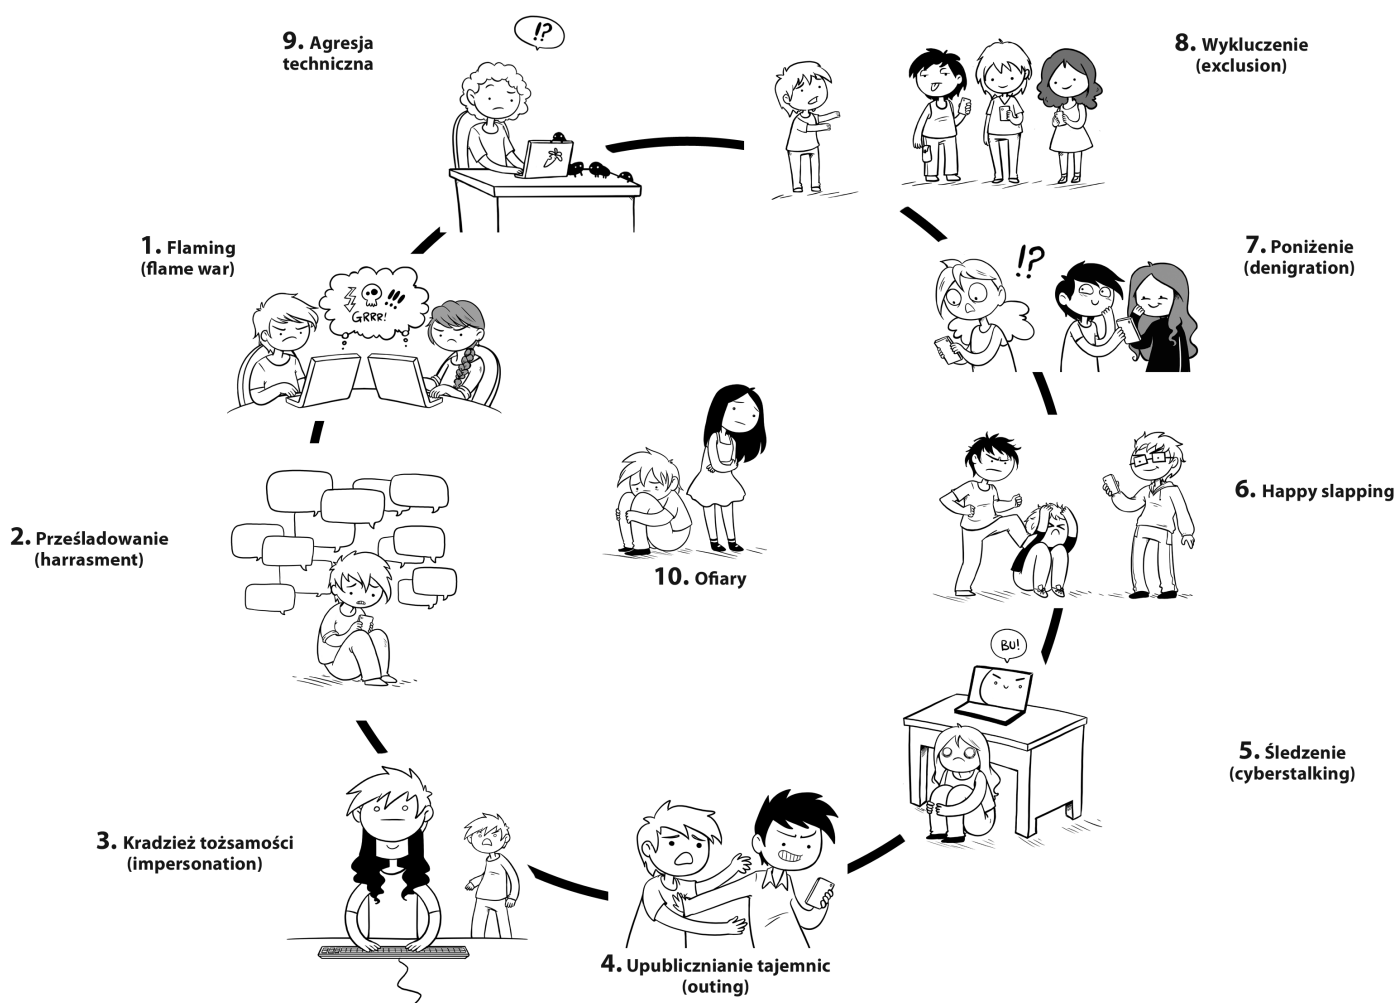 9. Agresja
techniczna
!?
8. Wykluczenie
(exclusion)
1. Flaming
(flame war)
!!!
GRRR!
!?
7. Poniżenie
(denigration)
6. Happy slapping
2. Prześladowanie
(harrasment)
10. Ofiary
BU!
5. Śledzenie
(cyberstalking)
3. Kradzież tożsamości
(impersonation)
4. Upublicznianie tajemnic
(outing)